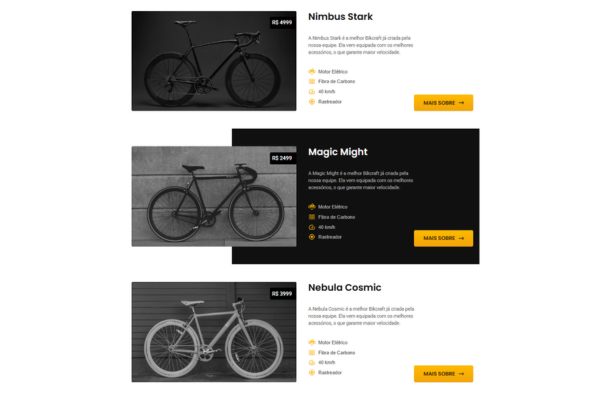 R$ 4999
Nimbus Stark
A Nimbus Stark é a melhor Bikcraft já criada pela
nossa equipe. Ela vem equipada com os melhores
acessórios, o que garante maior velocidade.
Motor Elétrico
Fibra de Carbono
40 km/h
Rastreador
MAIS SOBRE →
R$ 2499
Magic Might
A Magic Might é a melhor Bikcraft já criada pela
nossa equipe. Ela vem equipada com os melhores
acessórios, o que garante maior velocidade.
Motor Elétrico
Fibra de Carbono
40 km/h
Rastreador
MAIS SOBRE →
R$ 3999
Nebula Cosmic
A Nebula Cosmic é a melhor Bikcraft já criada pela
nossa equipe. Ela vem equipada com os melhores
acessórios, o que garante maior velocidade.
Motor Elétrico
Fibra de Carbono
40 km/h
Rastreador
MAIS SOBRE →